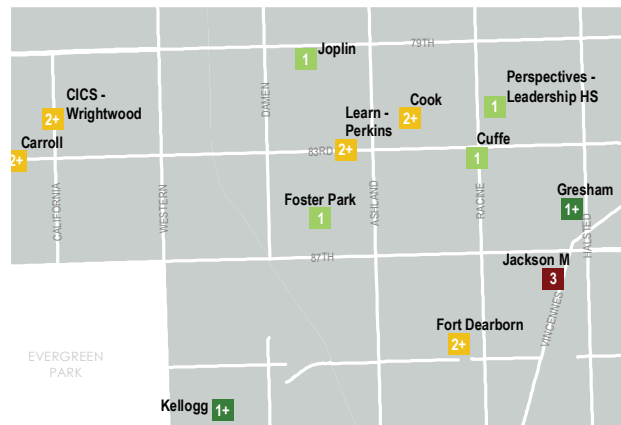 79TH
Joplin
1
CICS -
Wrightwood
2+
DAMEN
Cook
2+
Perspectives -
Leadership HS
1
Learn -
Perkins
2+
Carroll
2+
83RD
Cuffe
1
CALIFORNIA
WESTERN
Foster Park
1
ASHLAND
RACINE
Gresham
1+
HALSTED
87TH
Jackson M
3
VINCENNES
Fort Dearborn
2+
EVERGREEN
PARK
Kellogg
1+